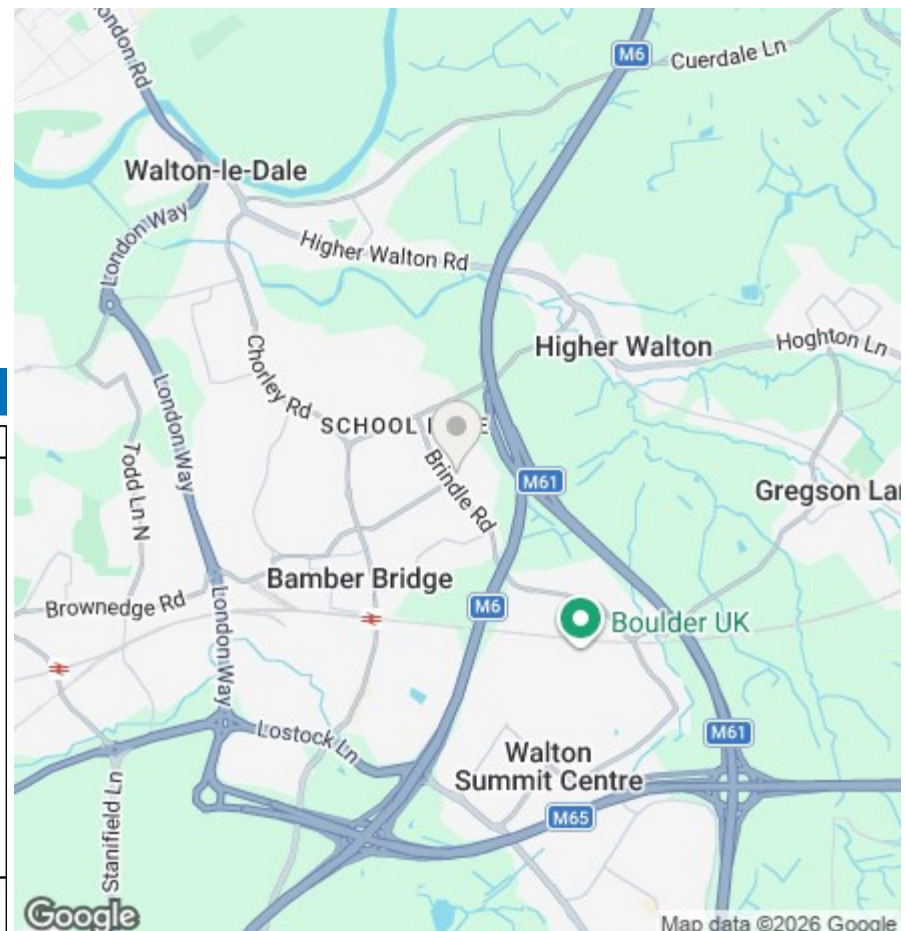 London Rd
M6
Cuerdale Ln
Walton-le-Dale
London Way
Higher Walton Rd
Higher Walton
Hoghton Ln
Chorley Rd
SCHOOL
E
London Way
Todd Ln N
Brindle Rd
M61
Gregson Lan
Bamber Bridge
Brownedge Rd
M6
Boulder UK
London Way
Lostock Ln
M61
Walton
Summit Centre
M65
Stanifield Ln
Google
Map data ©2026 Google